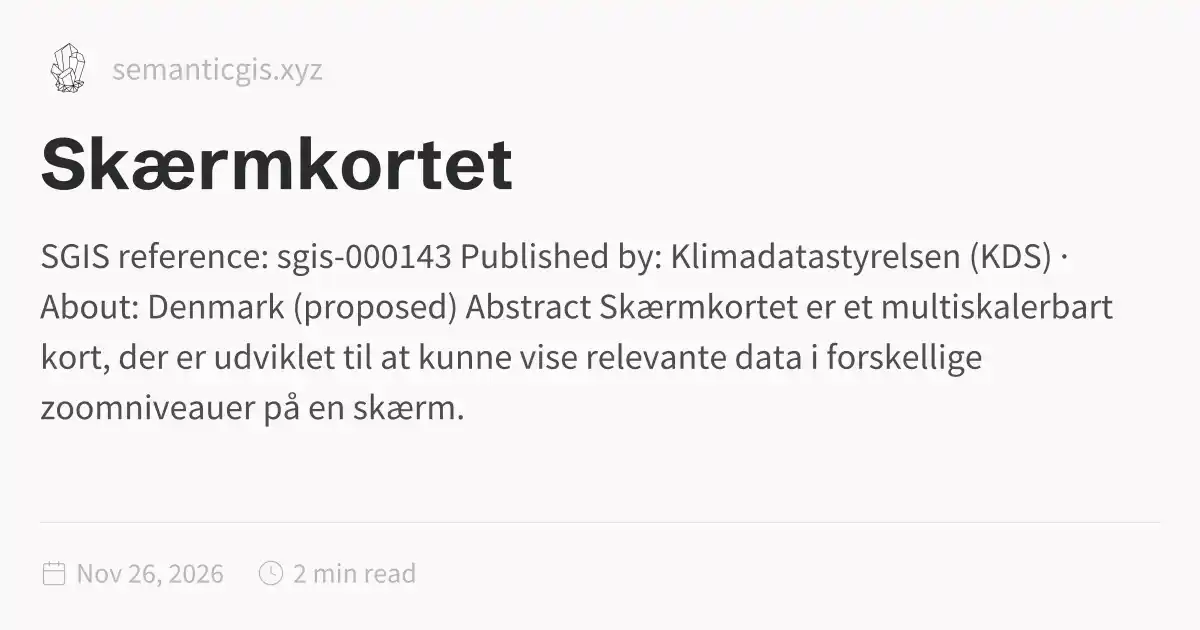 semanticgis.xyz
Skærmkortet
SGIS reference: sgis-000143 Published by: Klimadatastyrelsen (KDS) ·
About: Denmark (proposed) Abstract Skærmkortet er et multiskalerbart
kort, der er udviklet til at kunne vise relevante data i forskellige
zoomniveauer på en skærm.
Nov 26, 2026 2 min read